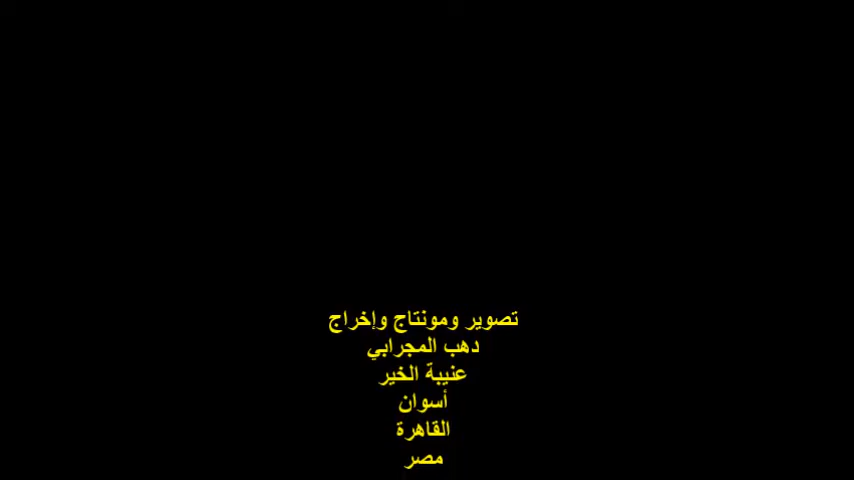 تصوير ومونتاج وإخراج
دهب المجرابي
عنيبة الخير
أسوان
القاهرة
مصر